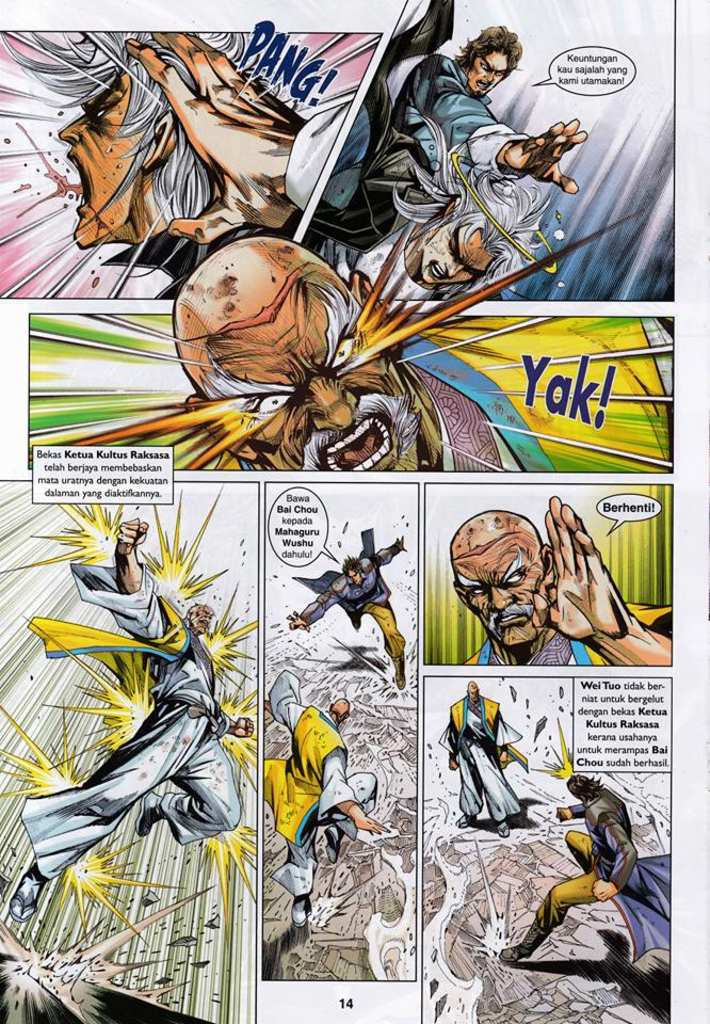 PANG!
Keuntungan
kau sajalah yang
kami utamakan!
Yak!
Bekas Ketua Kultus Raksasa
telah berjaya membebaskan
mata uratnya dengan kekuatan
dalaman yang diaktifkannya.
Bawa
Bai Chou
kepada
Mahaguru
Wushu
dahulu!
Berhenti!
Wei Tuo tidak ber-
niat untuk bergelut
dengan bekas Ketua
Kultus Raksasa
kerana usahanya
untuk merampas Bai
Chou sudah berhasil.
14